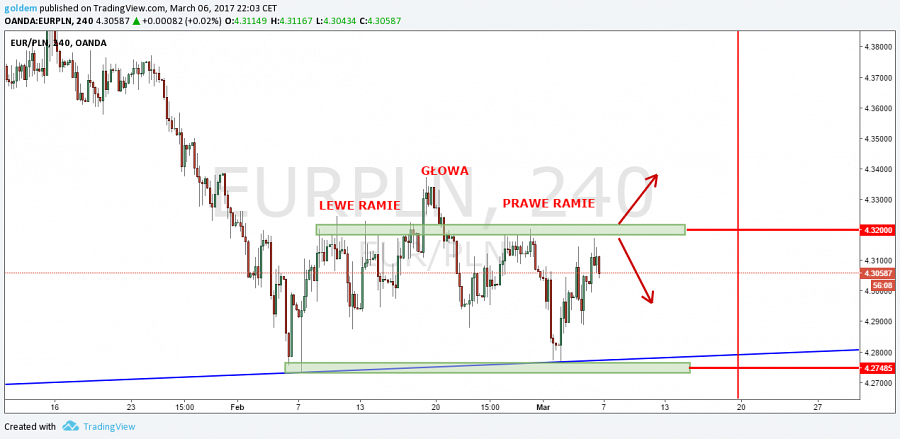 goldem published on TradingView.com, March 06, 2017 22:03 CET
OANDA:EURPLN, 240 4.30587 ▲ +0.00082 (+0.02%) O:4.31149 H:4.31167 L:4.30434 C:4.30587
EUR/PLN, 240, OANDA
EURPLN, 240
EUR/PLN
GŁOWA
LEWE RAMIE
PRAWE RAMIE
4.38000
4.37000
4.36000
4.35000
4.34000
4.33000
4.32000
4.31000
4.30587
56:08
4.30000
4.29000
4.28000
4.27485
4.27000
16 23 15:00 Feb 7 13 20 15:00 Mar 7 13 20 27
Created with TradingView